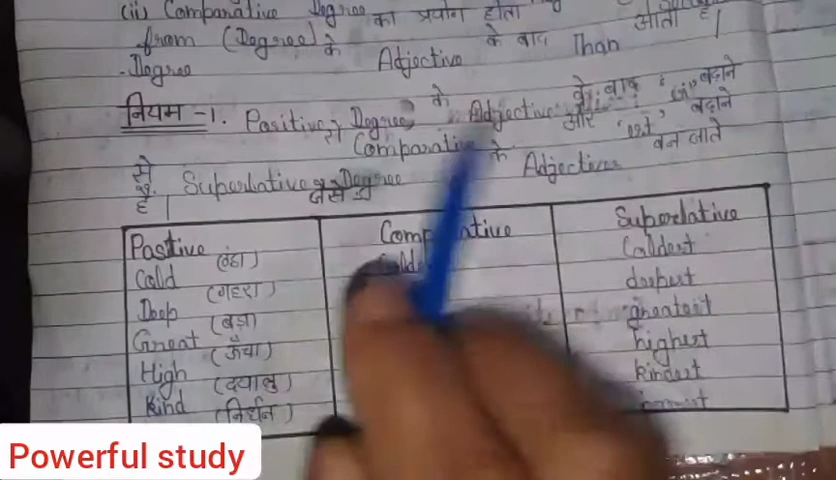 (ii) Comparative Degree का प्रयोग होता
from (Degree) के Adjective के बाद Than आता है।
Degree
नियम -1. Positive Degree के Adjective के बाद बढ़ाने
से Comparative और 'est' बढ़ाने
से Superlative Degree के Adjective बन जाते
है। जैसे
Positive Comparative Superlative
Cold (ठंडा) Coldest
Deep (गहरा) deepest
Great (बड़ा) greatest
High (ऊँचा) highest
Kind (दयालु) kindest
(निर्धन)
Powerful study